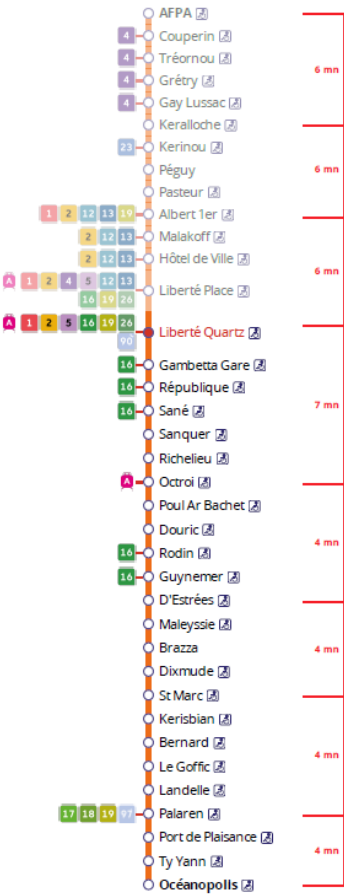 AFPA
4 Couperin
4 Tréornou
6 mn
4 Grétry
4 Gay Lussac
Keralloche
23 Kerinou
Péguy
6 mn
Pasteur
1 2 12 13 19 Albert 1er
2 12 13 Malakoff
2 12 13 Hôtel de Ville
6 mn
A 1 2 4 5 12 13
Liberté Place
16 19 26
A 1 2 5 16 19 26
Liberté Quartz
90
16 Gambetta Gare
16 République
7 mn
16 Sané
Sanquer
Richelieu
A Octroi
Poul Ar Bachet
Douric
4 mn
16 Rodin
16 Guynemer
D'Estrées
Maleyssie
Brazza
4 mn
Dixmude
St Marc
Kerisbian
Bernard
4 mn
Le Goffic
Landelle
17 18 19 97 Palaren
Port de Plaisance
4 mn
Ty Yann
Océanopolis